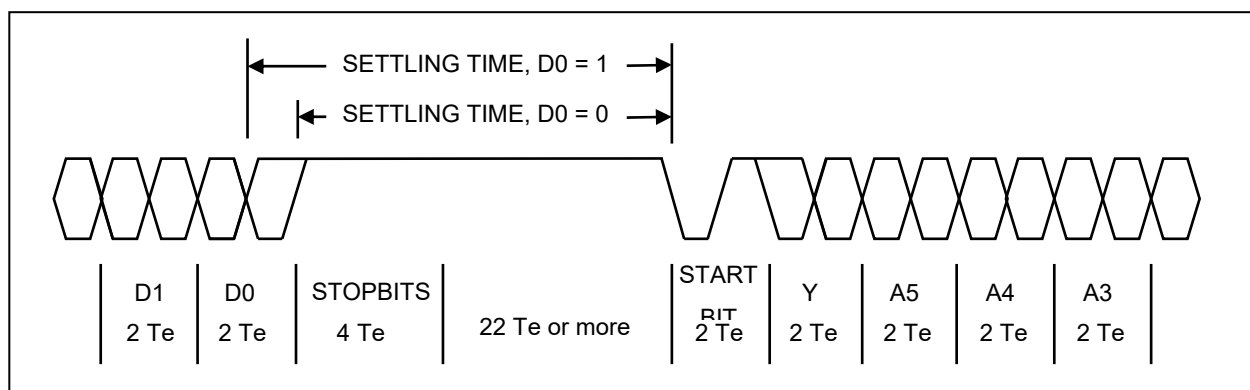 SETTLING TIME, D0 = 1
SETTLING TIME, D0 = 0
D1
2 Te
D0
2 Te
STOPBITS
4 Te
22 Te or more
START
BIT
2 Te
Y
2 Te
A5
2 Te
A4
2 Te
A3
2 Te